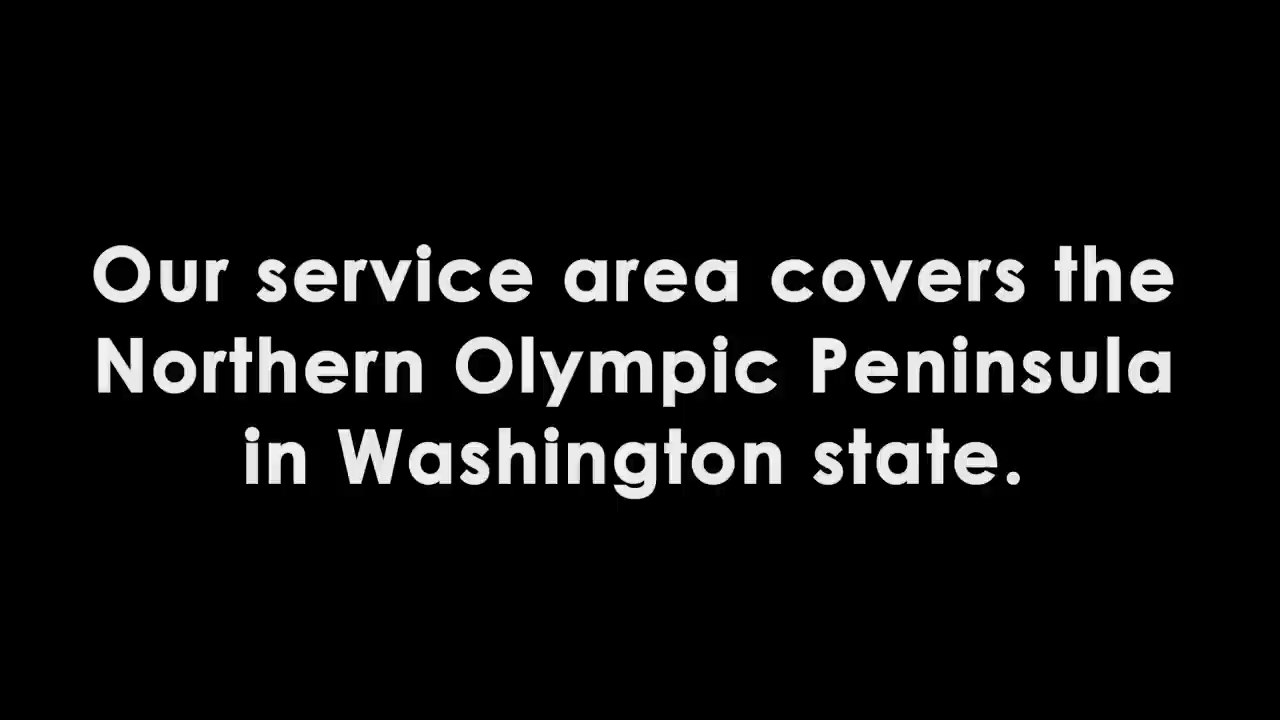 Our service area covers the
Northern Olympic Peninsula
in Washington state.